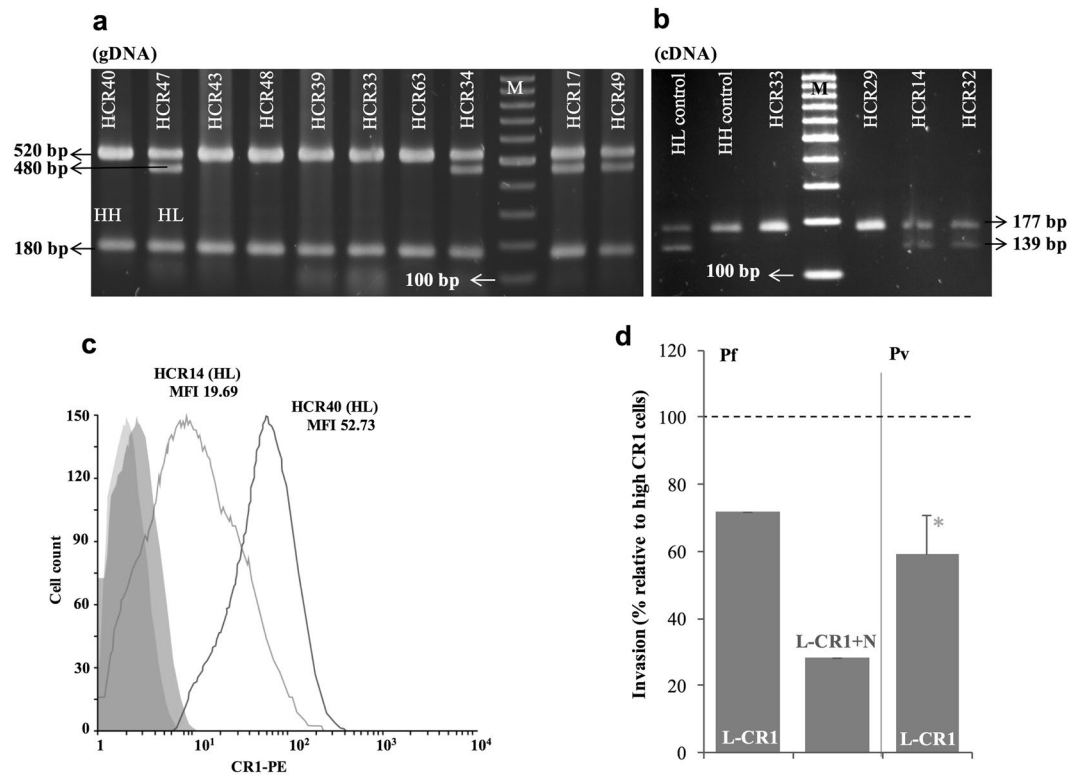 a
(gDNA)
HCR40 HCR47 HCR43 HCR48 HCR39 HCR33 HCR63 HCR34 M HCR17 HCR49
520 bp
480 bp
HH HL
180 bp
100 bp
b
(cDNA)
HL control HH control HCR33 M HCR29 HCR14 HCR32
177 bp
139 bp
100 bp
c
HCR14 (HL)
MFI 19.69
HCR40 (HL)
MFI 52.73
Cell count
150
120
90
60
30
0
1 10¹ 10² 10³ 10⁴
CR1-PE
d
Pf Pv
Invasion (% relative to high CR1 cells)
120
100
80
60
40
20
0
*
L-CR1+N
L-CR1 L-CR1